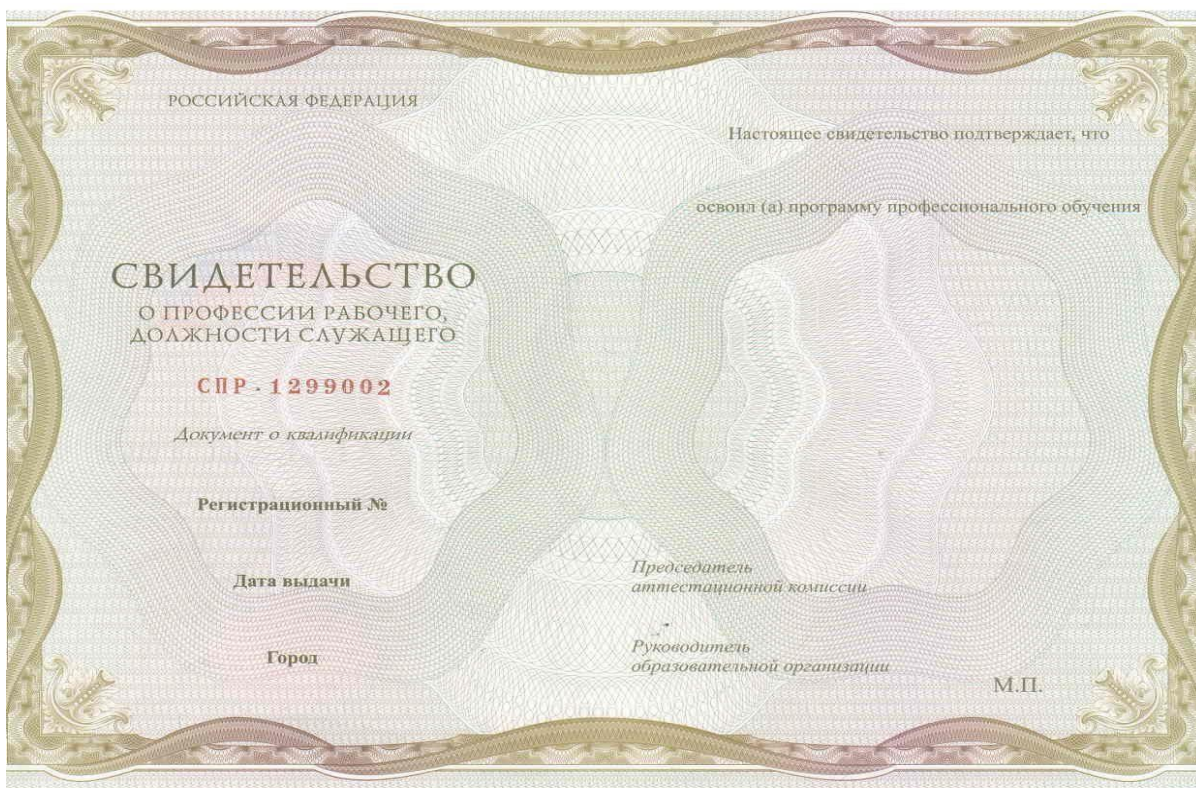 РОССИЙСКАЯ ФЕДЕРАЦИЯ
СВИДЕТЕЛЬСТВО
О ПРОФЕССИИ РАБОЧЕГО,
ДОЛЖНОСТИ СЛУЖАЩЕГО
СПР - 1299002
Документ о квалификации
Регистрационный №
Дата выдачи
Город
Настоящее свидетельство подтверждает, что
освоил (а) программу профессионального обучения
Председатель
аттестационной комиссии
Руководитель
образовательной организации
М.П.